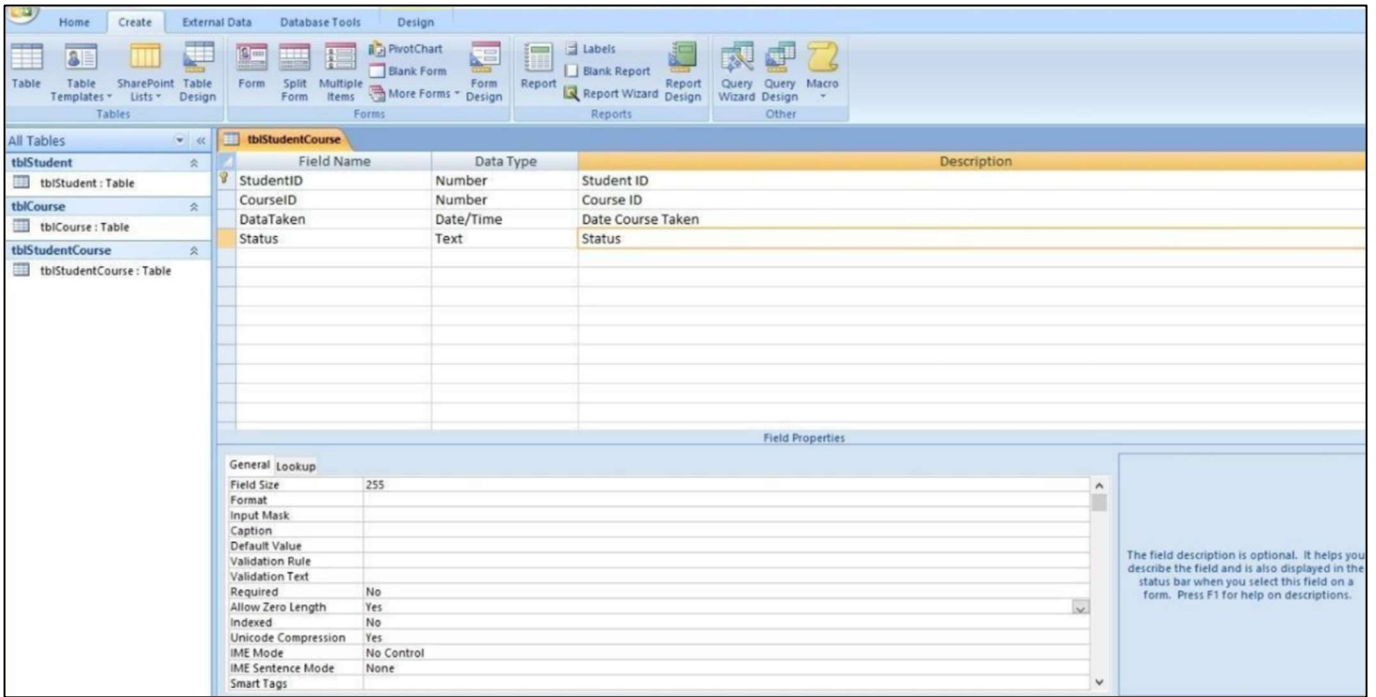 Home Create External Data Database Tools Design
PivotChart Labels
Blank Form Blank Report
Table Table SharePoint Table Form Split Multiple More Forms Form Report Report Wizard Report Query Query Macro
Templates Lists Design Form Items Design Design Wizard Design
Tables Forms Reports Other
All Tables
tblStudent
tblStudent : Table
tblCourse
tblCourse : Table
tblStudentCourse
tblStudentCourse : Table
tblStudentCourse
Field Name Data Type Description
StudentID Number Student ID
CourseID Number Course ID
DataTaken Date/Time Date Course Taken
Status Text Status
Field Properties
General Lookup
Field Size 255
Format
Input Mask
Caption
Default Value
Validation Rule
Validation Text
Required No
Allow Zero Length Yes
Indexed No
Unicode Compression Yes
IME Mode No Control
IME Sentence Mode None
Smart Tags
The field description is optional. It helps you
describe the field and is also displayed in the
status bar when you select this field on a
form. Press F1 for help on descriptions.